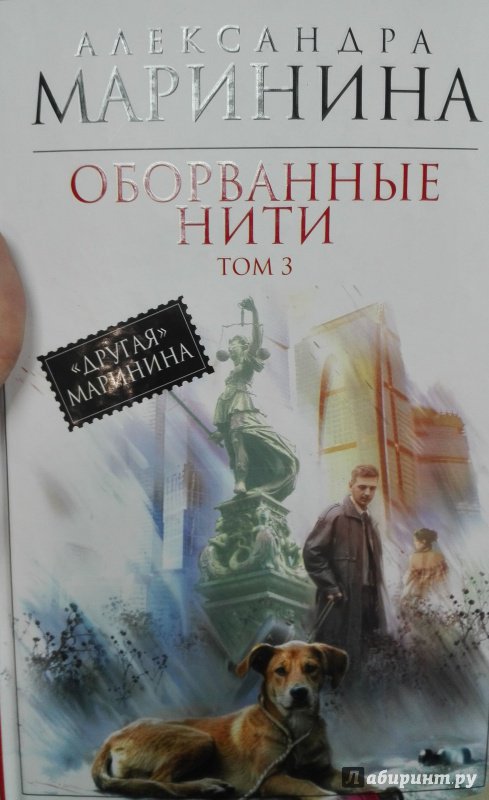 АЛЕКСАНДРА
МАРИНИНА
ОБОРВАННЫЕ
НИТИ
ТОМ 3
«ДРУГАЯ»
МАРИНИНА
Лабиринт.ру